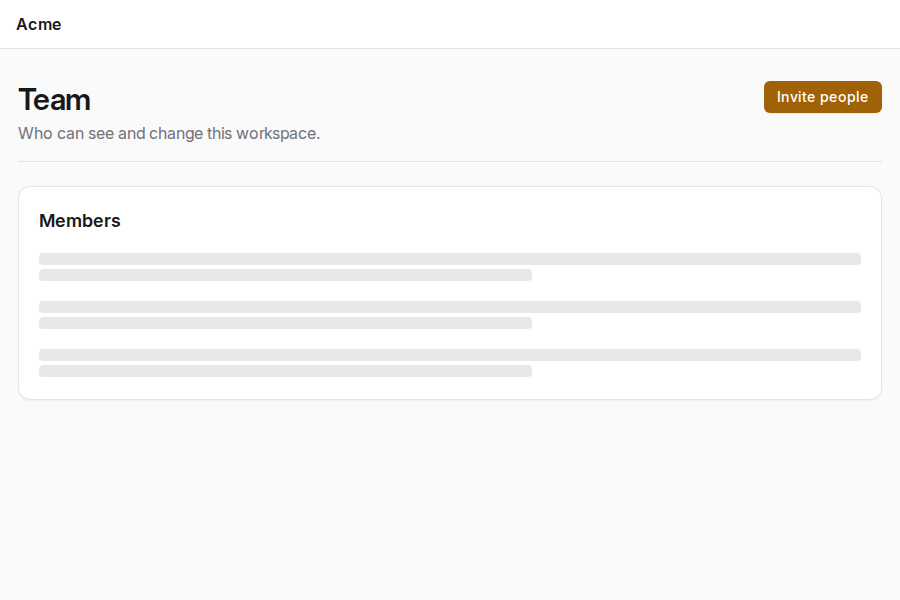 Acme
Team
Invite people
Who can see and change this workspace.
Members